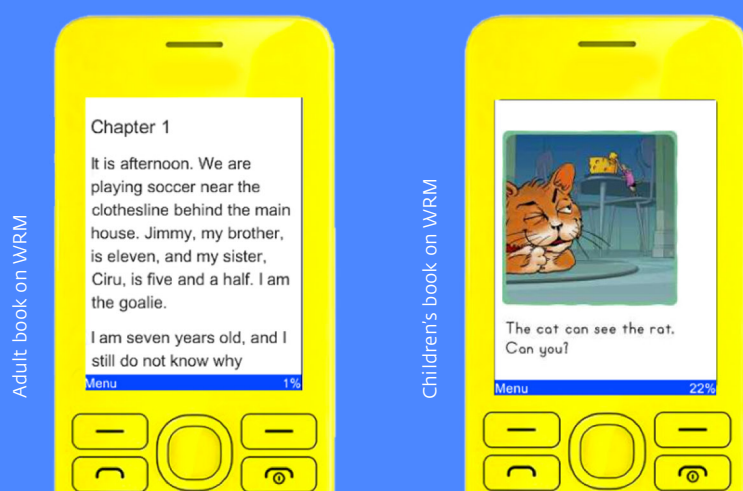 Adult book on WRM
Chapter 1
It is afternoon. We are
playing soccer near the
clothesline behind the main
house. Jimmy, my brother,
is eleven, and my sister,
Ciru, is five and a half. I am
the goalie.
I am seven years old, and I
still do not know why
Menu 1%
Children's book on WRM
The cat can see the rat.
Can you?
Menu 22%